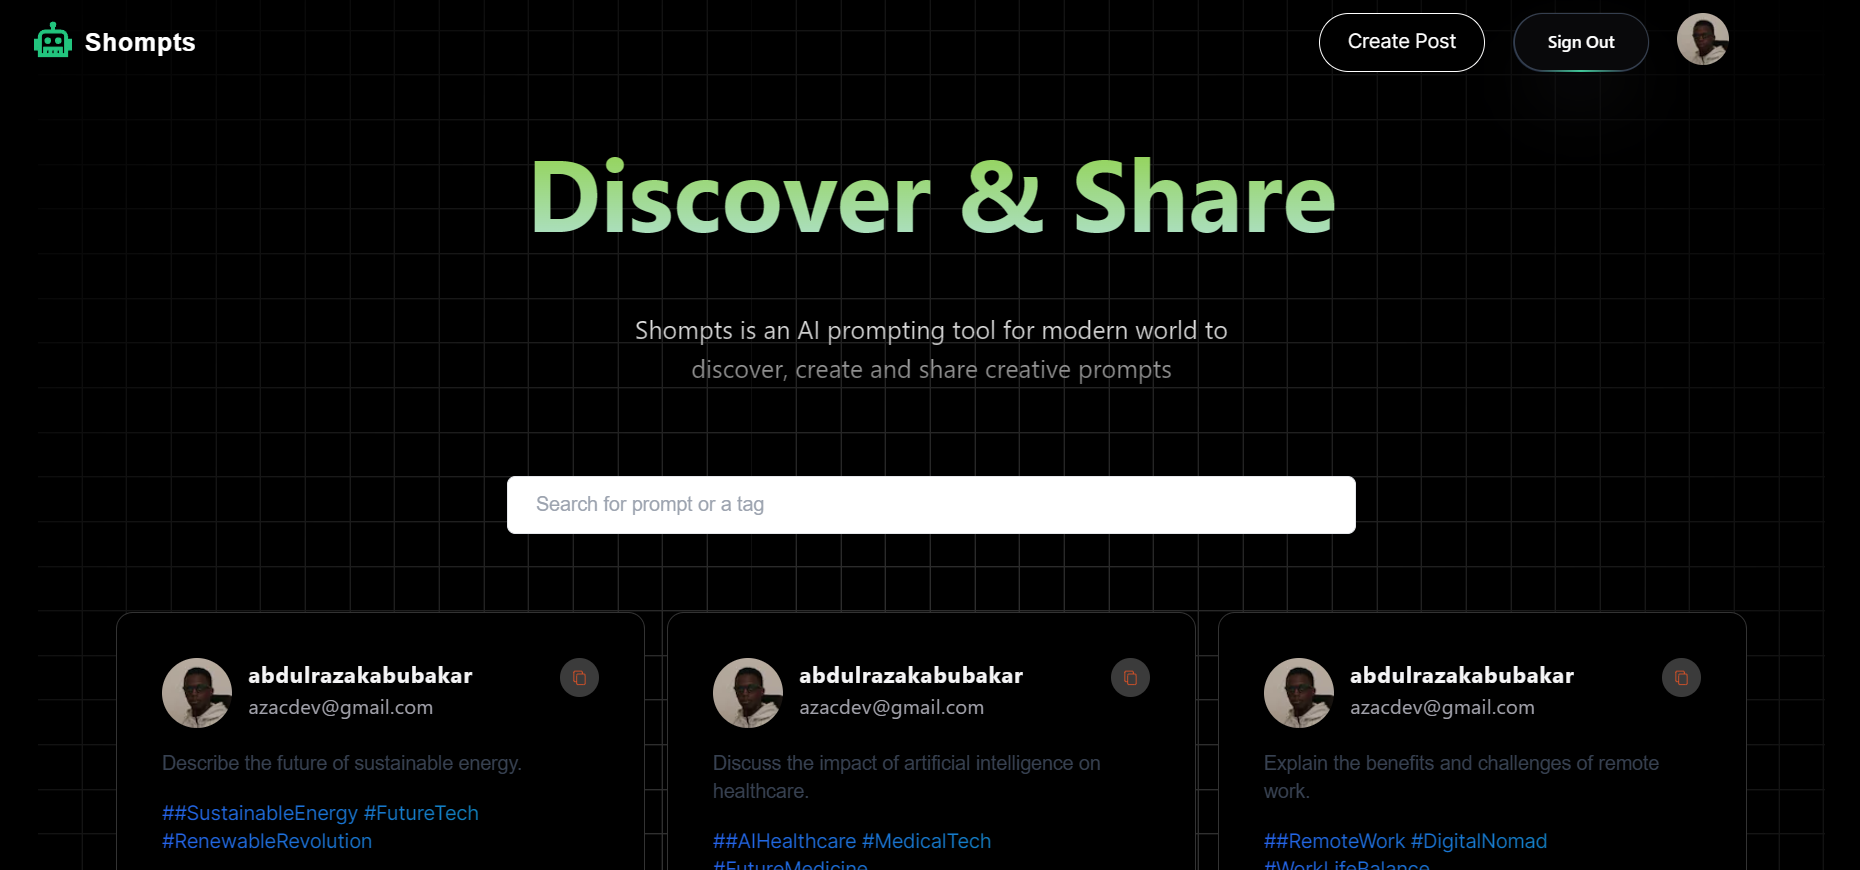 Shompts
Create Post
Sign Out
Discover & Share
Shompts is an AI prompting tool for modern world to
discover, create and share creative prompts
Search for prompt or a tag
abdulrazakabubakar
azacdev@gmail.com
Describe the future of sustainable energy.
##SustainableEnergy #FutureTech
#RenewableRevolution
abdulrazakabubakar
azacdev@gmail.com
Discuss the impact of artificial intelligence on
healthcare.
##AIHealthcare #MedicalTech
#FutureMedicine
abdulrazakabubakar
azacdev@gmail.com
Explain the benefits and challenges of remote
work.
##RemoteWork #DigitalNomad
#WorkLifeBalance